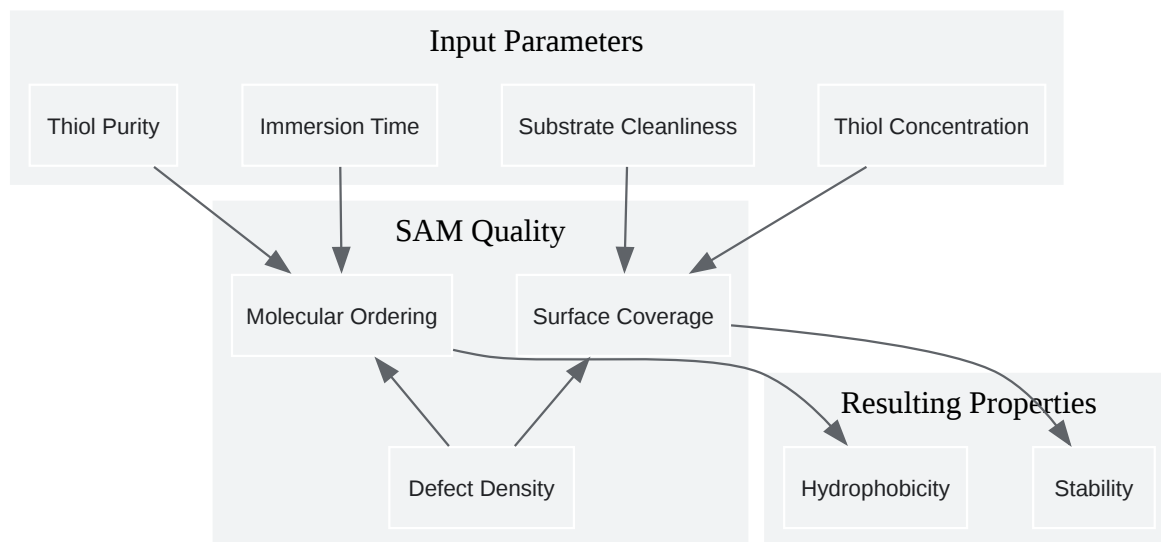 Input Parameters
Thiol Purity
Immersion Time
Substrate Cleanliness
Thiol Concentration
SAM Quality
Molecular Ordering
Surface Coverage
Defect Density
Resulting Properties
Hydrophobicity
Stability